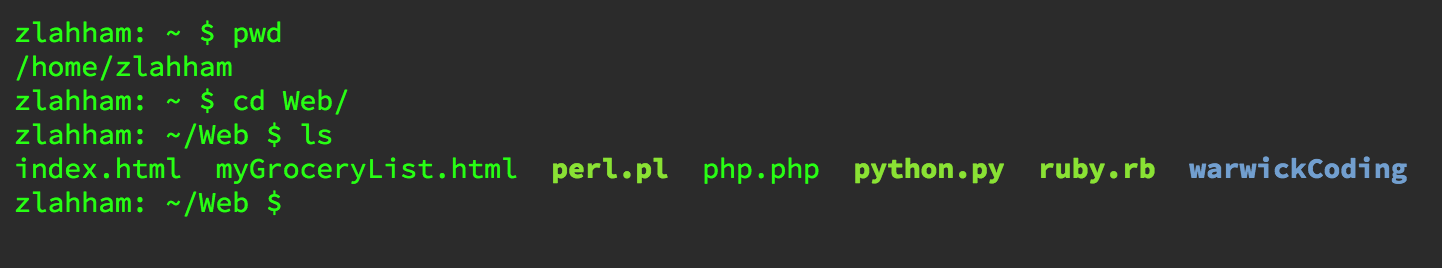 zlahham: ~ $ pwd
/home/zlahham
zlahham: ~ $ cd Web/
zlahham: ~/Web $ ls
index.html  myGroceryList.html  perl.pl  php.php  python.py  ruby.rb  warwickCoding
zlahham: ~/Web $